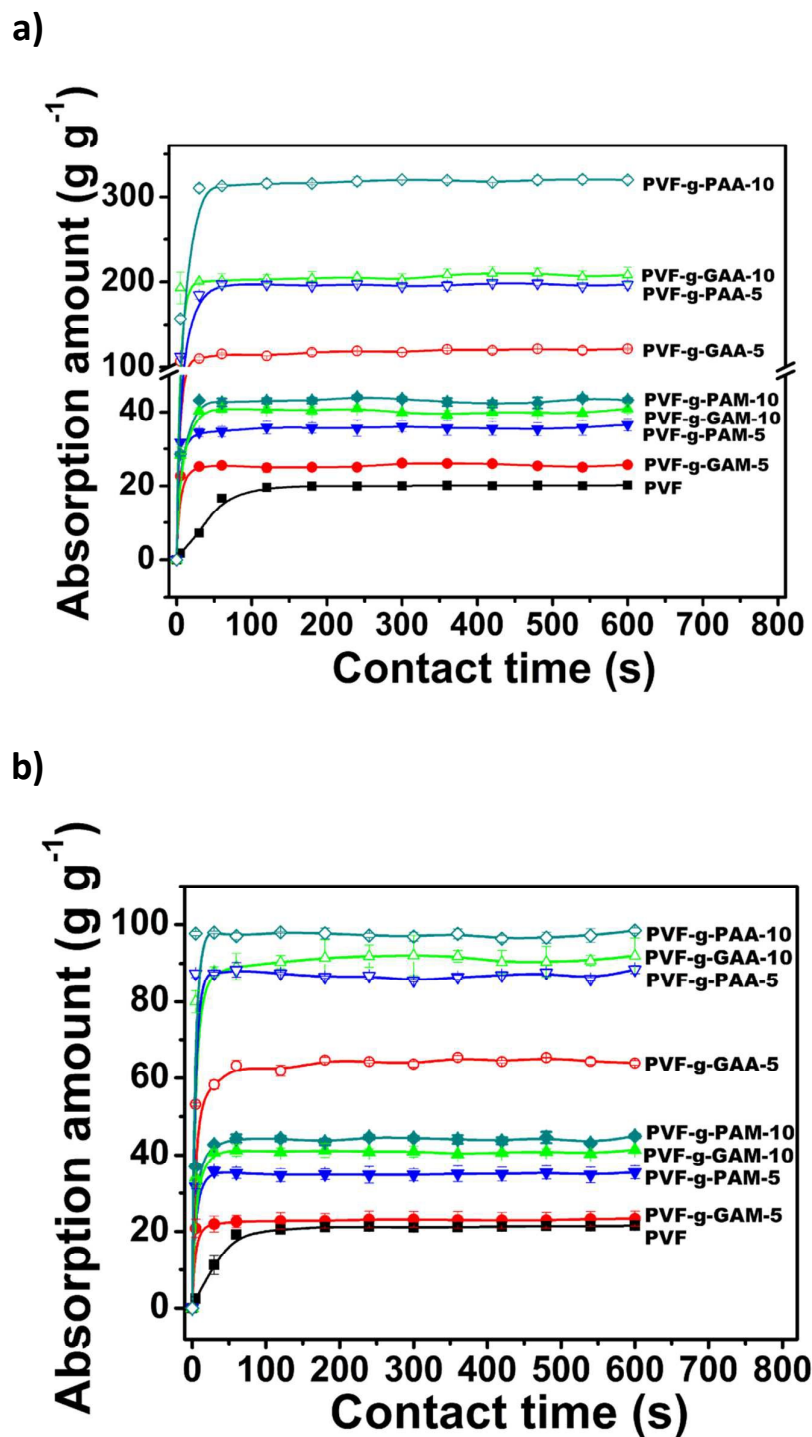 a)
Absorption amount (g g⁻¹)
300
200
100
40
20
0
PVF-g-PAA-10
PVF-g-GAA-10
PVF-g-PAA-5
PVF-g-GAA-5
PVF-g-PAM-10
PVF-g-GAM-10
PVF-g-PAM-5
PVF-g-GAM-5
PVF
0 100 200 300 400 500 600 700 800
Contact time (s)
b)
Absorption amount (g g⁻¹)
100
80
60
40
20
0
PVF-g-PAA-10
PVF-g-GAA-10
PVF-g-PAA-5
PVF-g-GAA-5
PVF-g-PAM-10
PVF-g-GAM-10
PVF-g-PAM-5
PVF-g-GAM-5
PVF
0 100 200 300 400 500 600 700 800
Contact time (s)